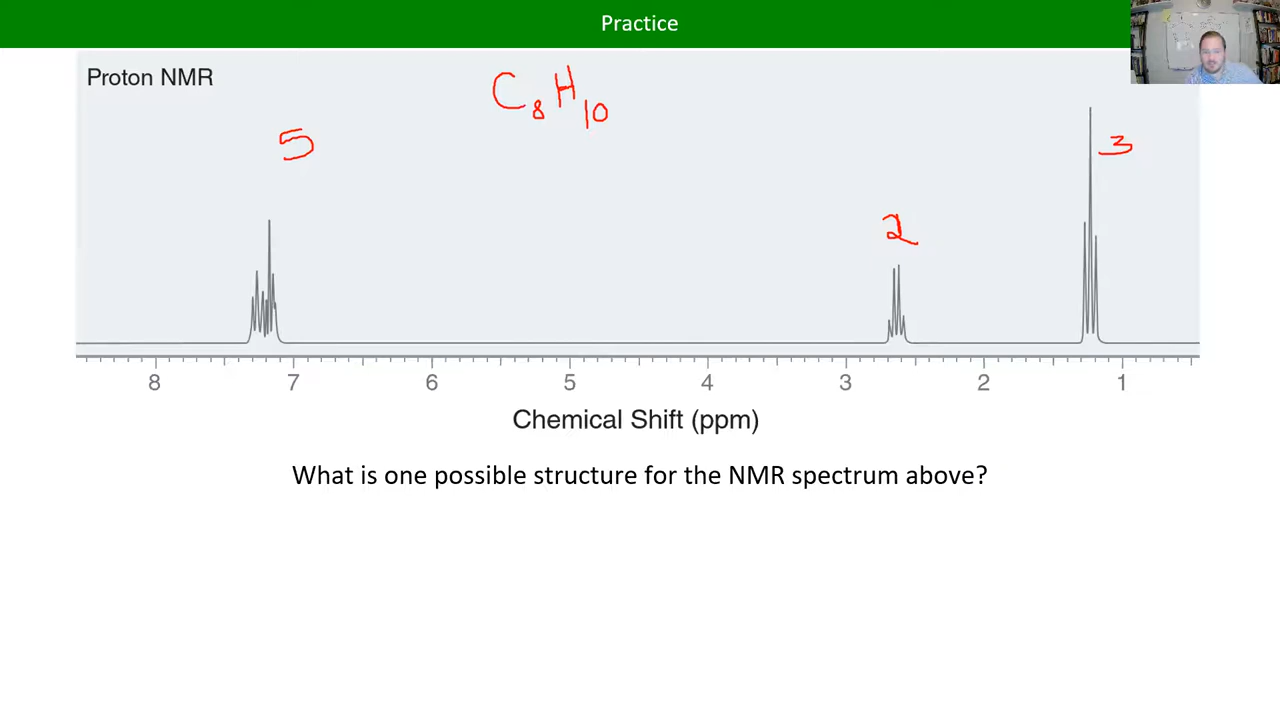 Practice
Proton NMR
C8H10
5
3
2
8 7 6 5 4 3 2 1
Chemical Shift (ppm)
What is one possible structure for the NMR spectrum above?